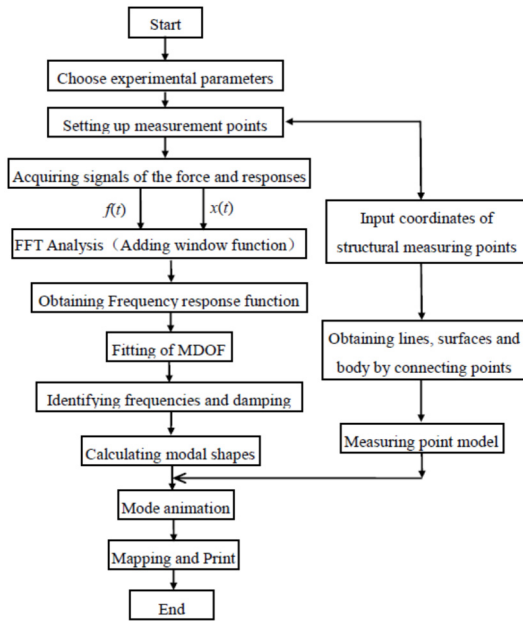 Start
Choose experimental parameters
Setting up measurement points
Acquiring signals of the force and responses
f(t)
x(t)
FFT Analysis（Adding window function）
Obtaining Frequency response function
Fitting of MDOF
Identifying frequencies and damping
Calculating modal shapes
Mode animation
Mapping and Print
End
Input coordinates of
structural measuring points
Obtaining lines, surfaces and
body by connecting points
Measuring point model